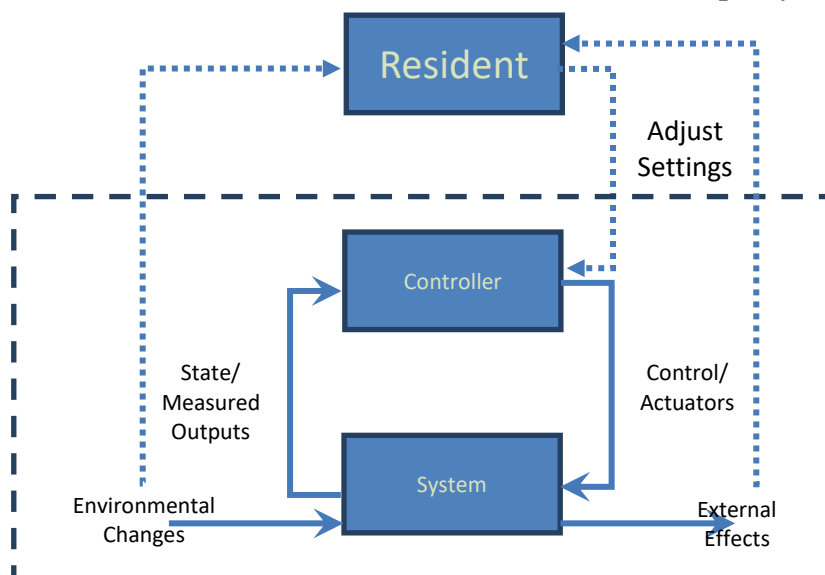 Resident
Adjust
Settings
Controller
State/
Measured
Outputs
Control/
Actuators
System
Environmental
Changes
External
Effects